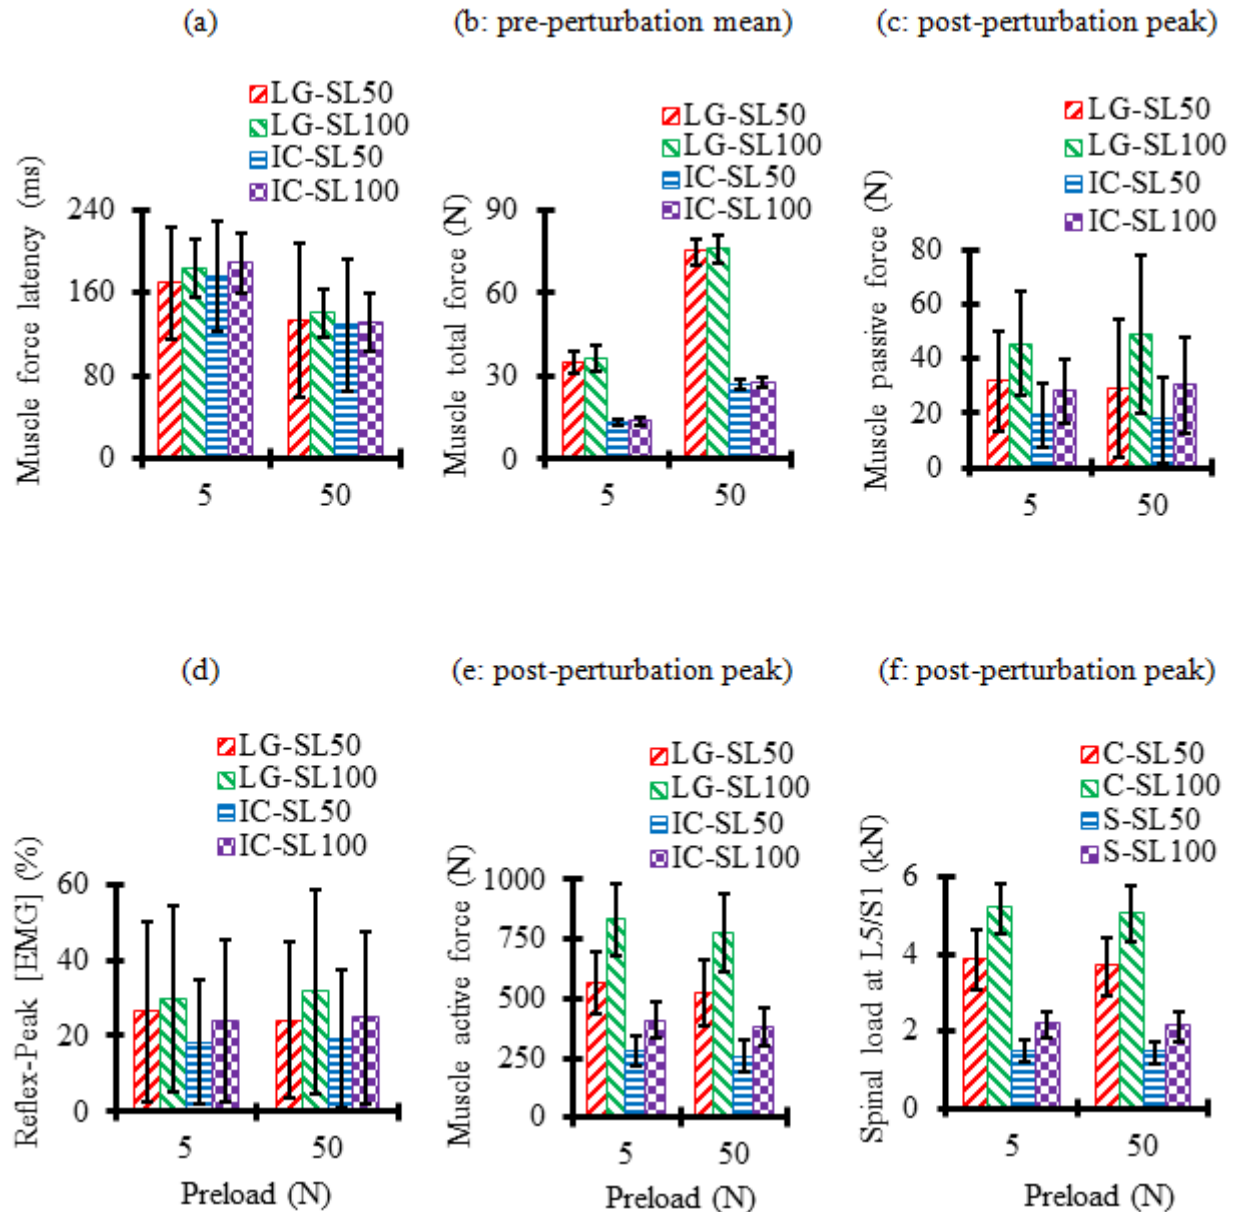 (a)
Muscle force latency (ms)
LG-SL50
LG-SL100
IC-SL50
IC-SL100
240
160
80
0
5
50
(b: pre-perturbation mean)
Muscle total force (N)
LG-SL50
LG-SL100
IC-SL50
IC-SL100
90
60
30
0
5
50
(c: post-perturbation peak)
Muscle passive force (N)
LG-SL50
LG-SL100
IC-SL50
IC-SL100
80
60
40
20
0
5
50
(d)
Reflex-Peak [EMG] (%)
LG-SL50
LG-SL100
IC-SL50
IC-SL100
60
40
20
0
5
50
Preload (N)
(e: post-perturbation peak)
Muscle active force (N)
LG-SL50
LG-SL100
IC-SL50
IC-SL100
1000
750
500
250
0
5
50
Preload (N)
(f: post-perturbation peak)
Spinal load at L5/S1 (kN)
C-SL50
C-SL100
S-SL50
S-SL100
6
4
2
0
5
50
Preload (N)